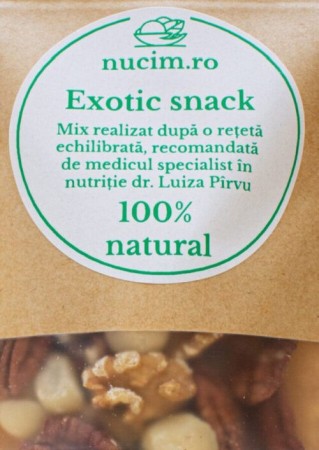 nucim.ro
Exotic snack
Mix realizat după o rețetă
echilibrată, recomandată
de medicul specialist în
nutriție dr. Luiza Pîrvu
100%
natural